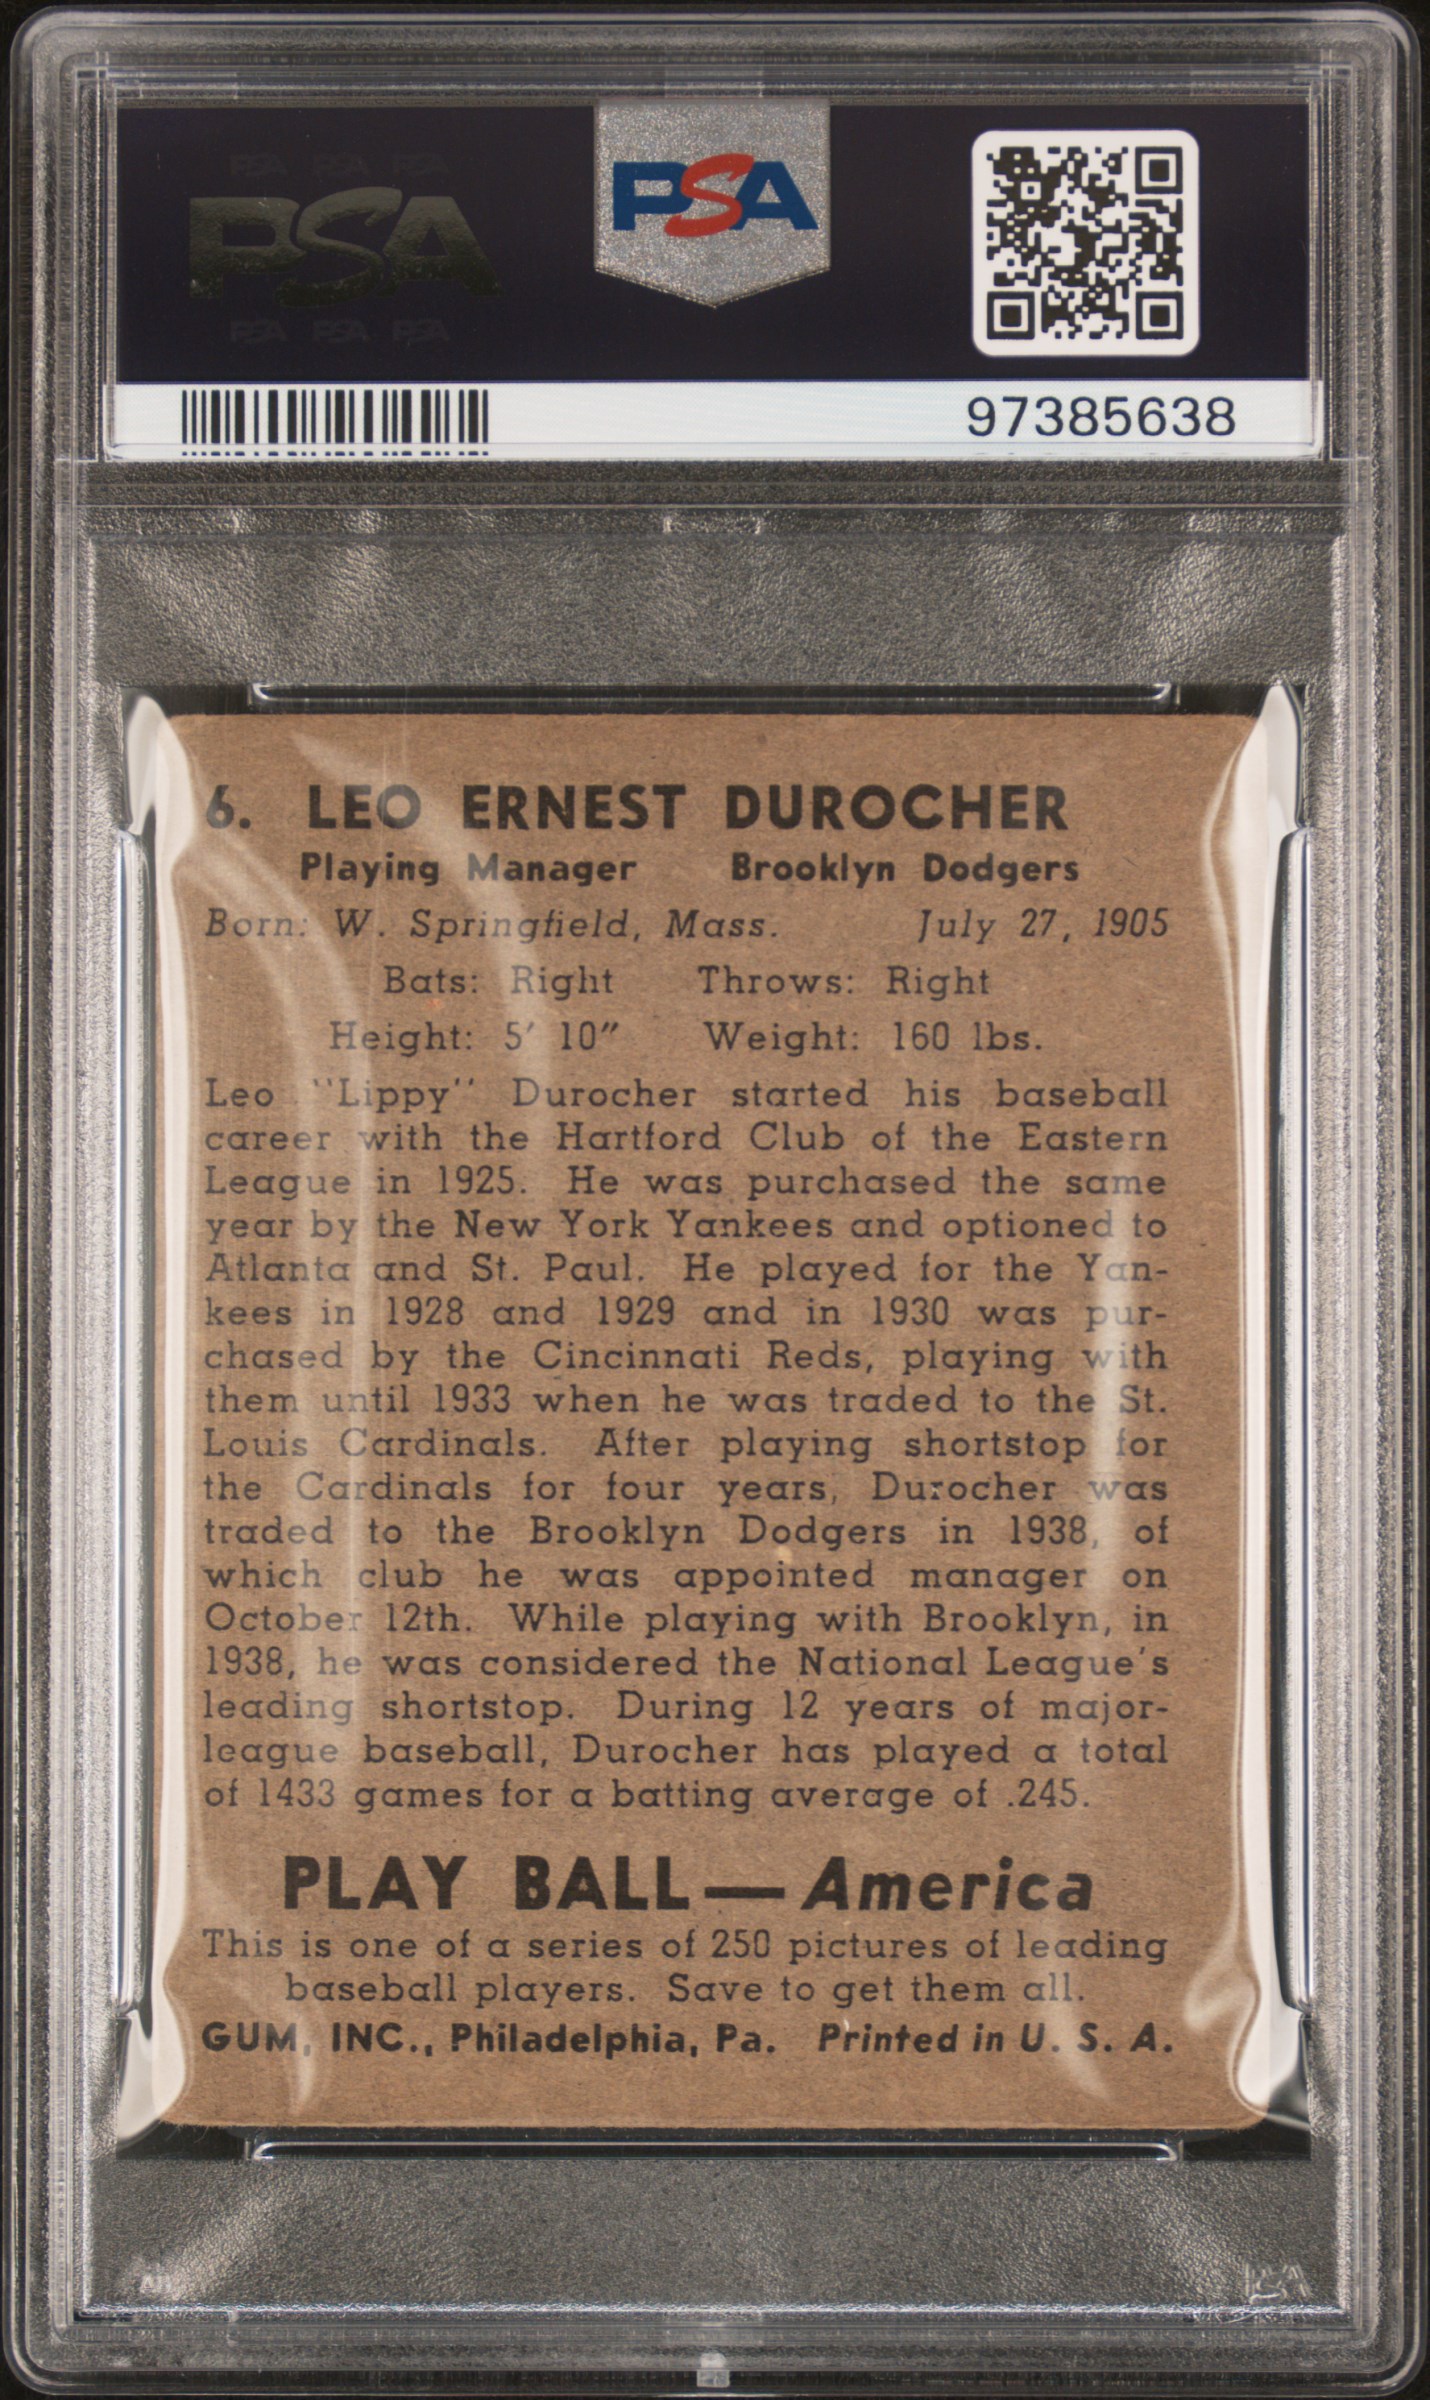 PSA PSA PSA
PSA
PSA PSA PSA
PSA
97385638
6. LEO ERNEST DUROCHER
Playing Manager Brooklyn Dodgers
Born: W. Springfield, Mass. July 27, 1905
Bats: Right Throws: Right
Height: 5' 10" Weight: 160 lbs.
Leo "Lippy" Durocher started his baseball
career with the Hartford Club of the Eastern
League in 1925. He was purchased the same
year by the New York Yankees and optioned to
Atlanta and St. Paul. He played for the Yan-
kees in 1928 and 1929 and in 1930 was pur-
chased by the Cincinnati Reds, playing with
them until 1933 when he was traded to the St.
Louis Cardinals. After playing shortstop for
the Cardinals for four years, Durocher was
traded to the Brooklyn Dodgers in 1938, of
which club he was appointed manager on
October 12th. While playing with Brooklyn, in
1938, he was considered the National League's
leading shortstop. During 12 years of major-
league baseball, Durocher has played a total
of 1433 games for a batting average of .245.
PLAY BALL—America
This is one of a series of 250 pictures of leading
baseball players. Save to get them all.
GUM, INC., Philadelphia, Pa. Printed in U. S. A.
PSA